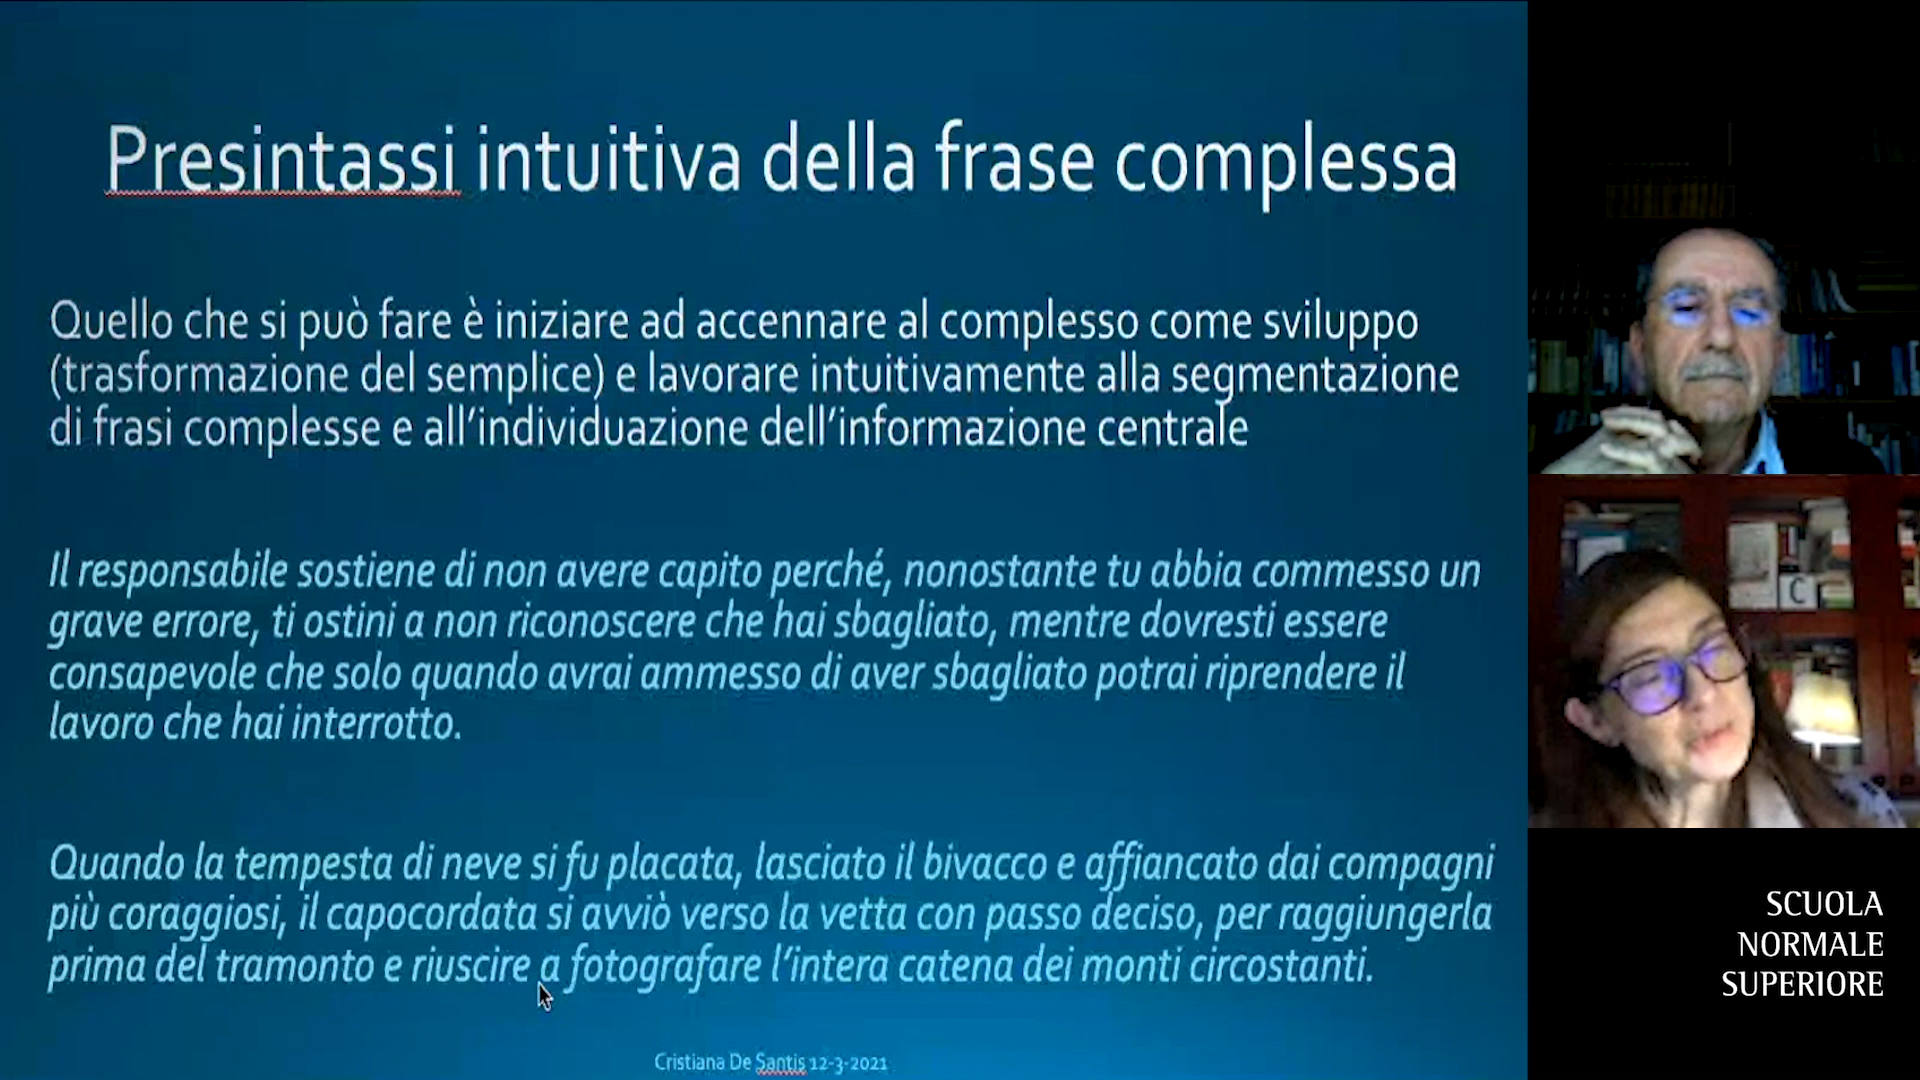 Presintassi intuitiva della frase complessa
Quello che si può fare è iniziare ad accennare al complesso come sviluppo
(trasformazione del semplice) e lavorare intuitivamente alla segmentazione
di frasi complesse e all’individuazione dell’informazione centrale
Il responsabile sostiene di non avere capito perché, nonostante tu abbia commesso un
grave errore, ti ostini a non riconoscere che hai sbagliato, mentre dovresti essere
consapevole che solo quando avrai ammesso di aver sbagliato potrai riprendere il
lavoro che hai interrotto.
Quando la tempesta di neve si fu placata, lasciato il bivacco e affiancato dai compagni
più coraggiosi, il capocordata si avviò verso la vetta con passo deciso, per raggiungerla
prima del tramonto e riuscire a fotografare l’intera catena dei monti circostanti.
Cristiana De Santis 12-3-2021
C
SCUOLA
NORMALE
SUPERIORE